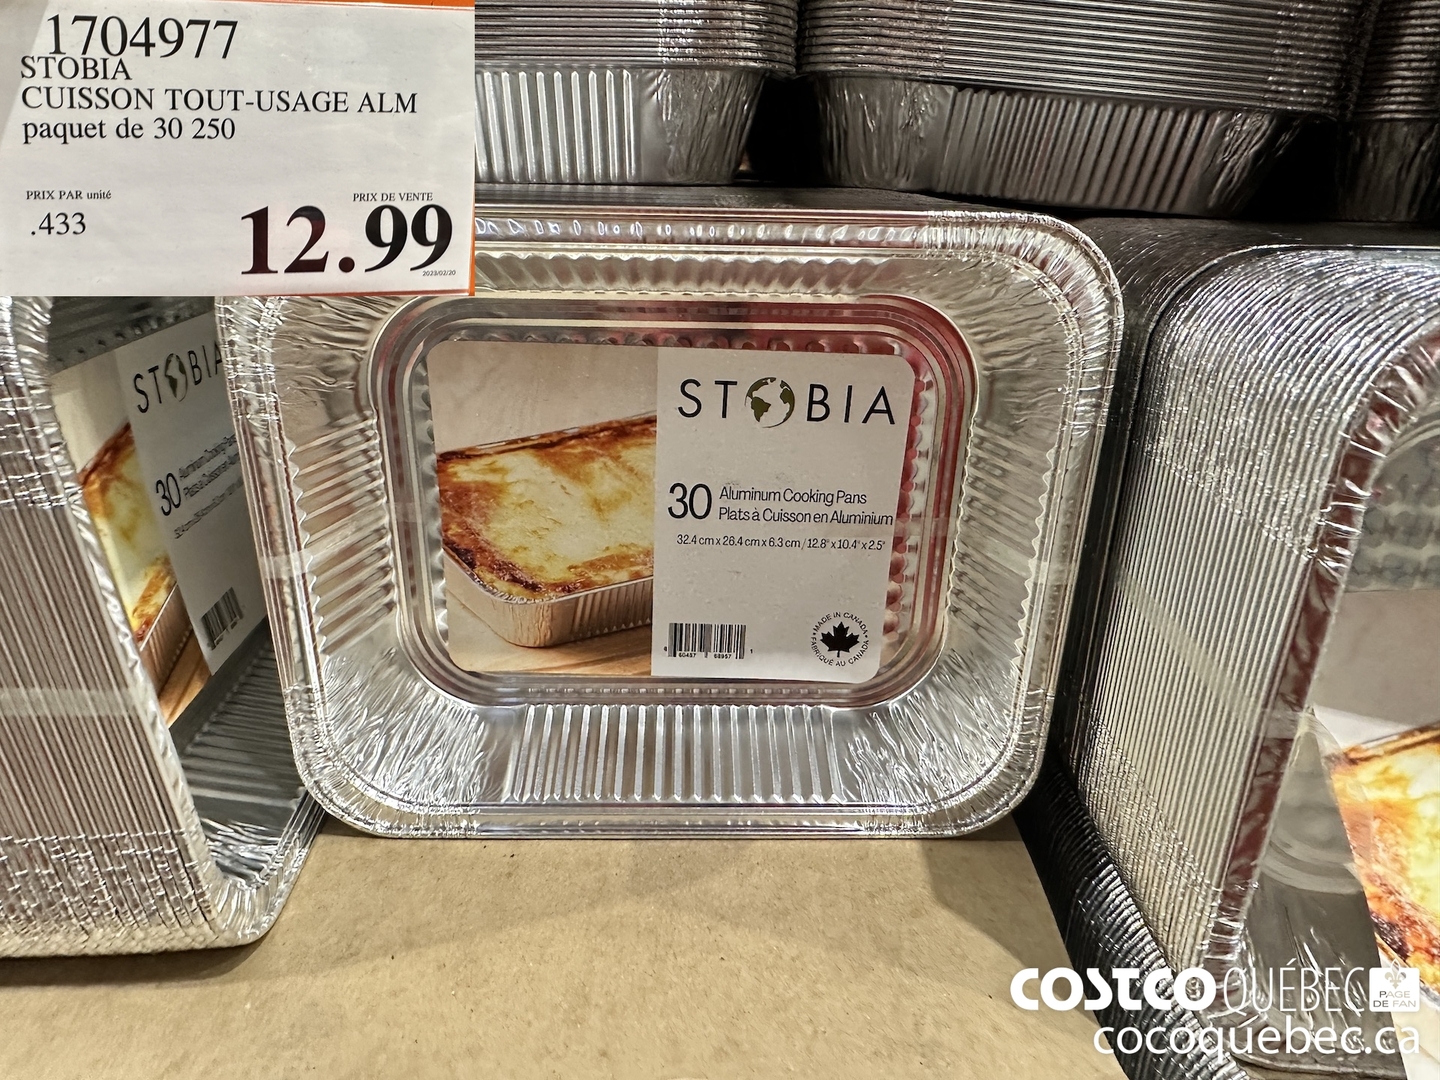 1704977
STOBIA
CUISSON TOUT-USAGE ALM
paquet de 30 250
PRIX PAR unité
.433
PRIX DE VENTE
12.99
2023/02/20
STOBIA
30 Aluminum Cooking Pans
Plats à Cuisson en Aluminium
32.4 cm x 26.4 cm x 6.3 cm / 12.8" x 10.4" x 2.5"
MADE IN CANADA
FABRIQUÉ AU CANADA
STOBIA
30 Aluminum Cooking Pans
COSTCO QUÉBEC PAGE DE FAN
cocoquebec.ca